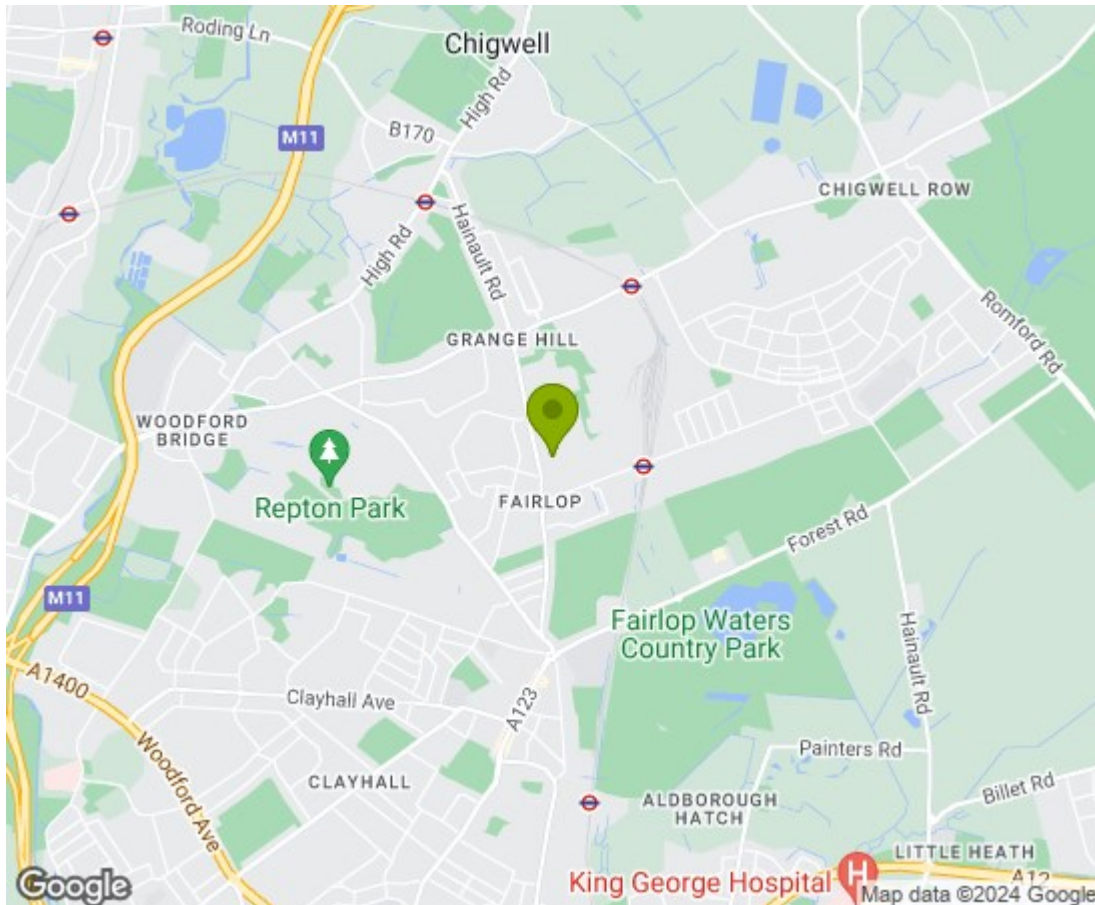 Roding Ln
Chigwell
High Rd
M11
B170
CHIGWELL ROW
Hainault Rd
High Rd
Romford Rd
GRANGE HILL
WOODFORD
BRIDGE
Repton Park
FAIRLOP
Forest Rd
M11
Fairlop Waters
Country Park
Hainault Rd
A1400
Clayhall Ave
A123
Woodford Ave
Painters Rd
CLAYHALL
Billet Rd
ALDBOROUGH
HATCH
LITTLE HEATH
A12
King George Hospital
H
Google
Map data ©2024 Google